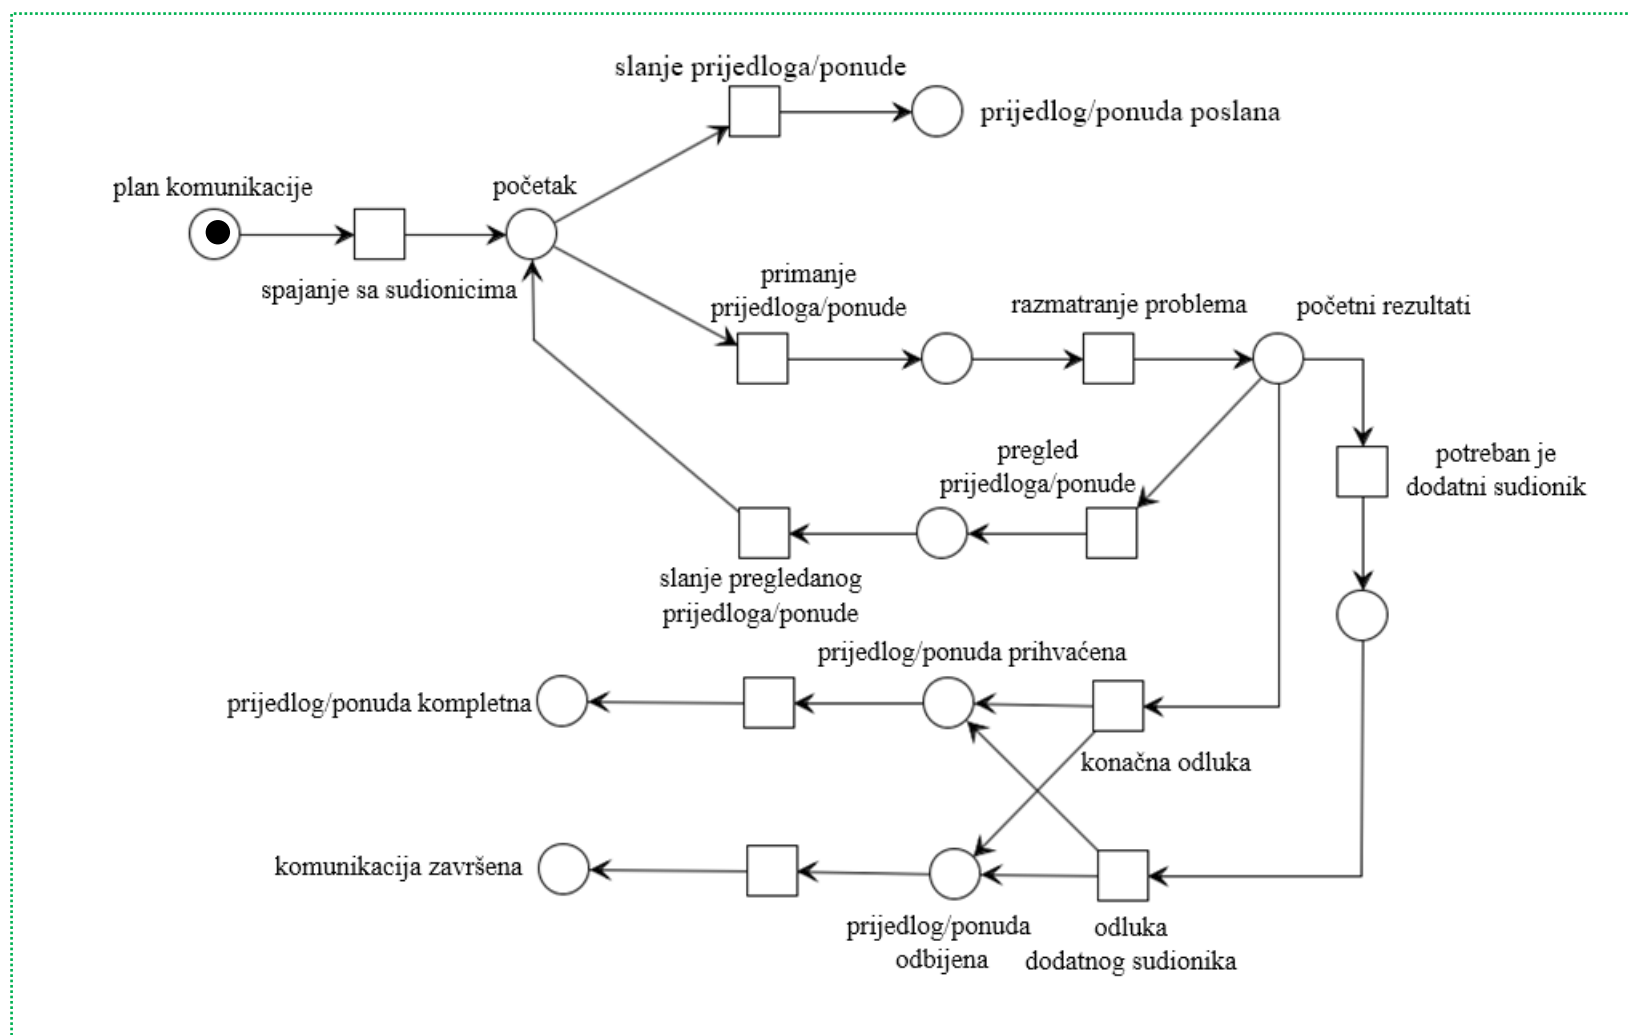 slanje prijedloga/ponude
prijedlog/ponuda poslana
plan komunikacije
početak
spajanje sa sudionicima
primanje
prijedloga/ponude
razmatranje problema
početni rezultati
pregled
prijedloga/ponude
potreban je
dodatni sudionik
slanje pregledanog
prijedloga/ponude
prijedlog/ponuda prihvaćena
prijedlog/ponuda kompletna
konačna odluka
komunikacija završena
prijedlog/ponuda
odbijena
odluka
dodatnog sudionika